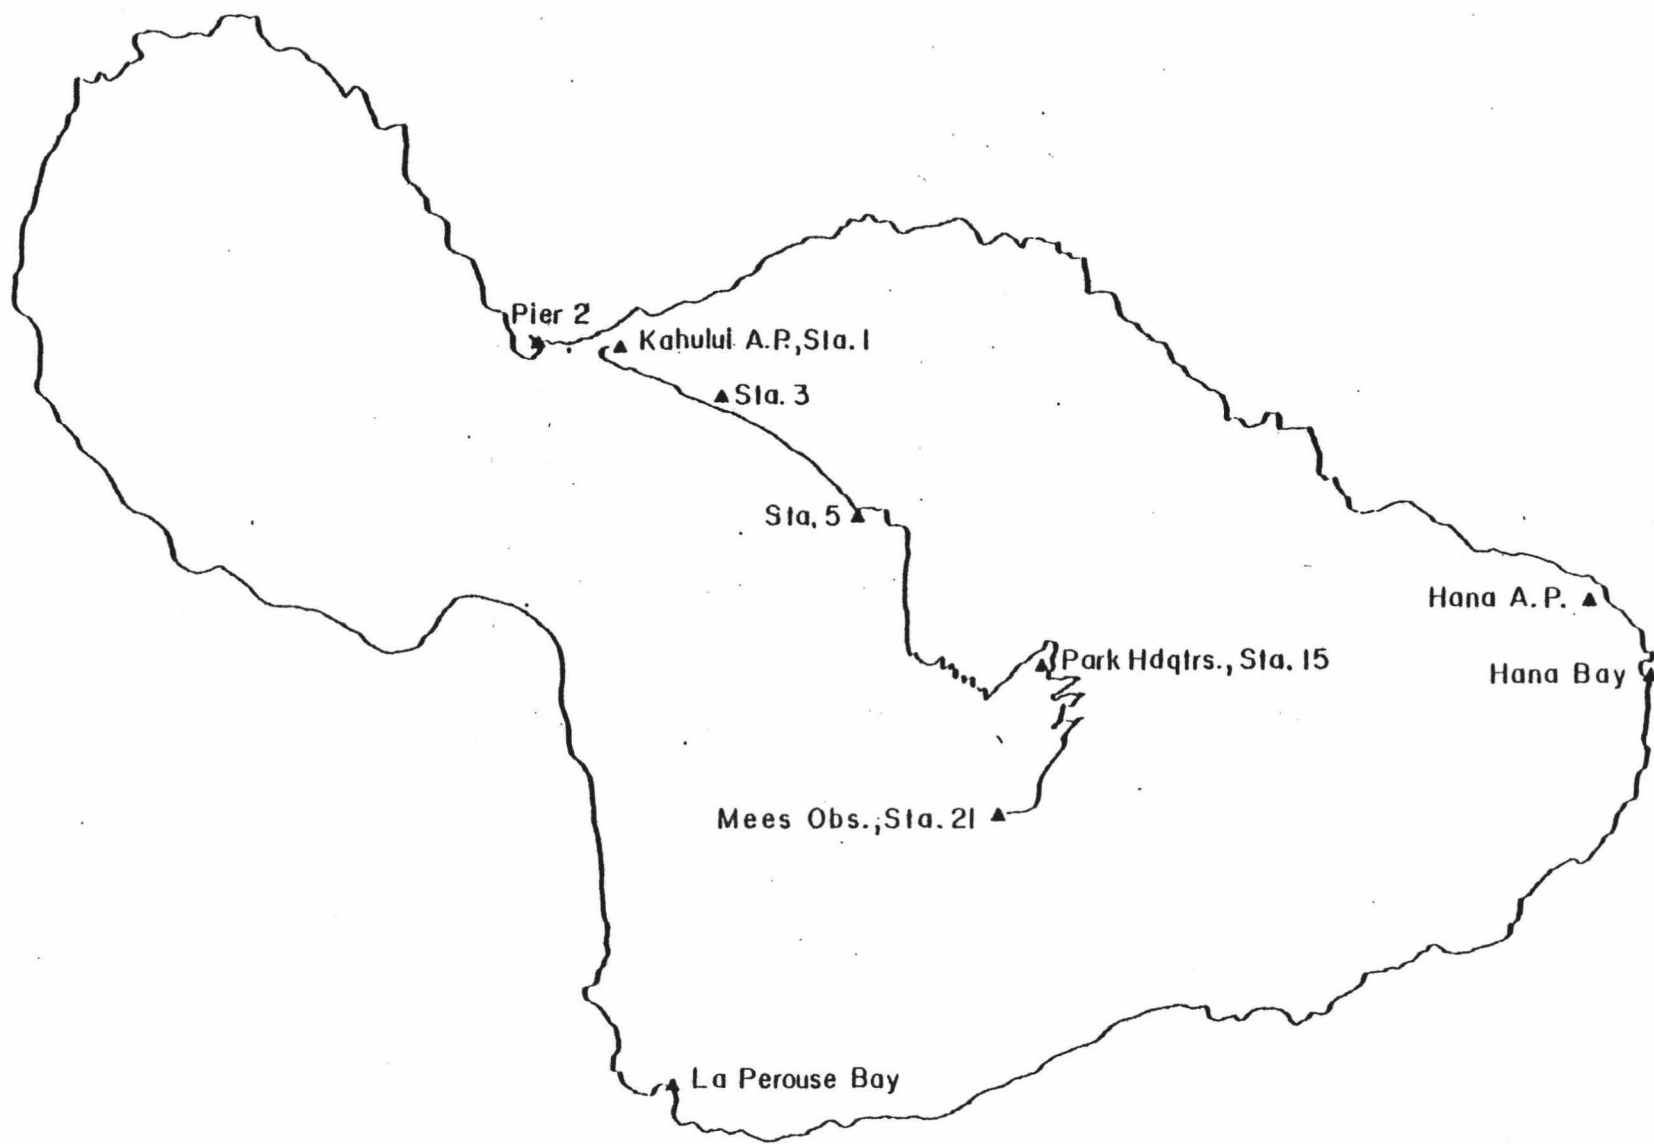 Pier 2
Kahului A.P., Sta. 1
Sta. 3
Sta. 5
Hana A.P.
Park Hdqtrs., Sta. 15
Hana Bay
Mees Obs., Sta. 21
La Perouse Bay